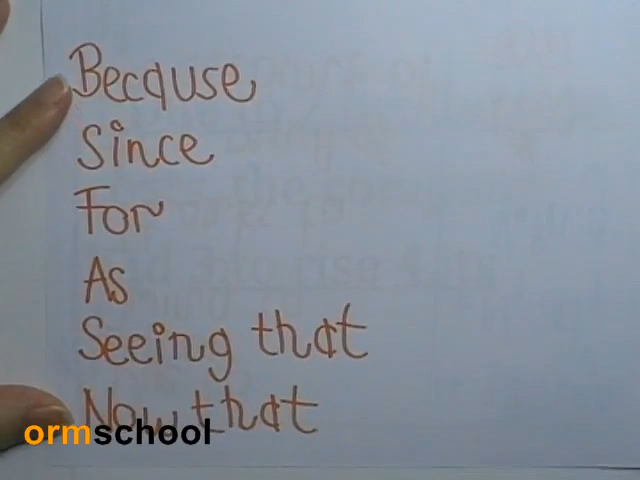 Because
Since
For
As
Seeing that
Now that
ormschool